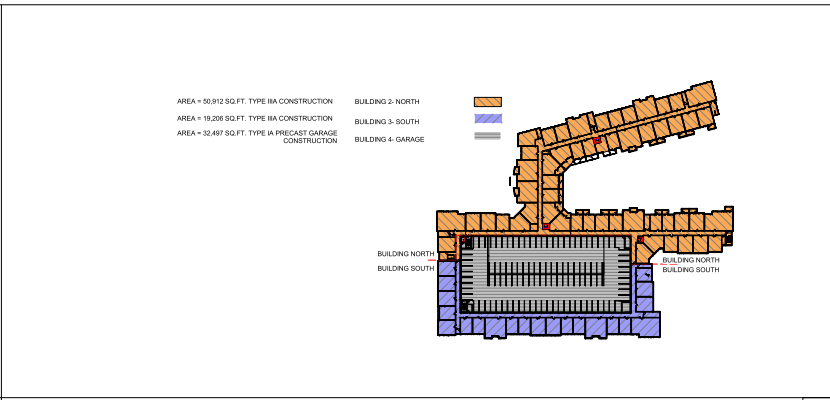 AREA = 50,912 SQ.FT. TYPE IIIA CONSTRUCTION BUILDING 2- NORTH
AREA = 19,206 SQ.FT. TYPE IIIA CONSTRUCTION BUILDING 3- SOUTH
AREA = 32,497 SQ.FT. TYPE IA PRECAST GARAGE
CONSTRUCTION BUILDING 4- GARAGE
BUILDING NORTH
BUILDING SOUTH
BUILDING NORTH
BUILDING SOUTH